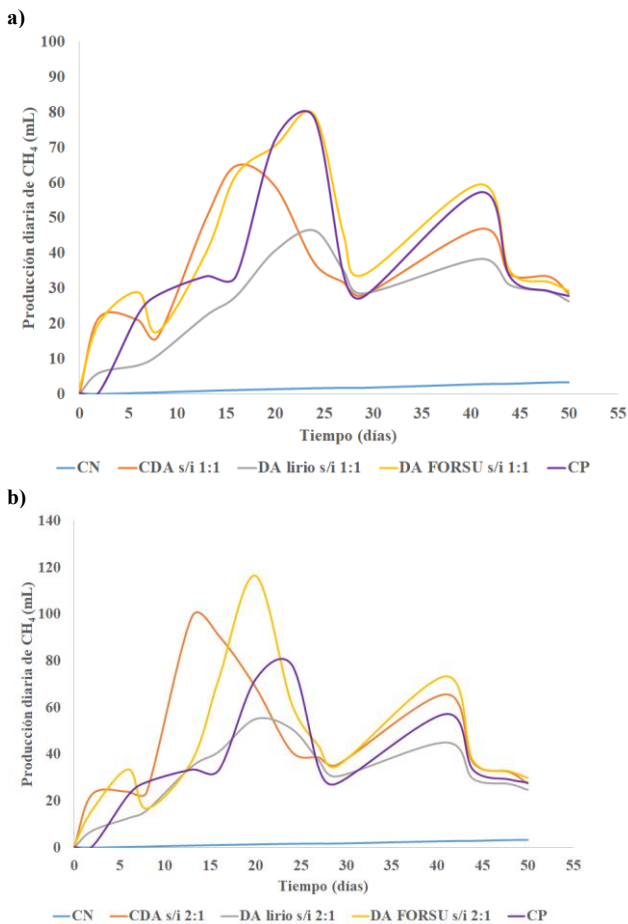 a)
Producción diaria de CH₄ (mL)
100
90
80
70
60
50
40
30
20
10
0
0 5 10 15 20 25 30 35 40 45 50 55
Tiempo (días)
CN CDA s/i 1:1 DA lirio s/i 1:1 DA FORSU s/i 1:1 CP
b)
Producción diaria de CH₄ (mL)
140
120
100
80
60
40
20
0
0 5 10 15 20 25 30 35 40 45 50 55
Tiempo (días)
CN CDA s/i 2:1 DA lirio s/i 2:1 DA FORSU s/i 2:1 CP